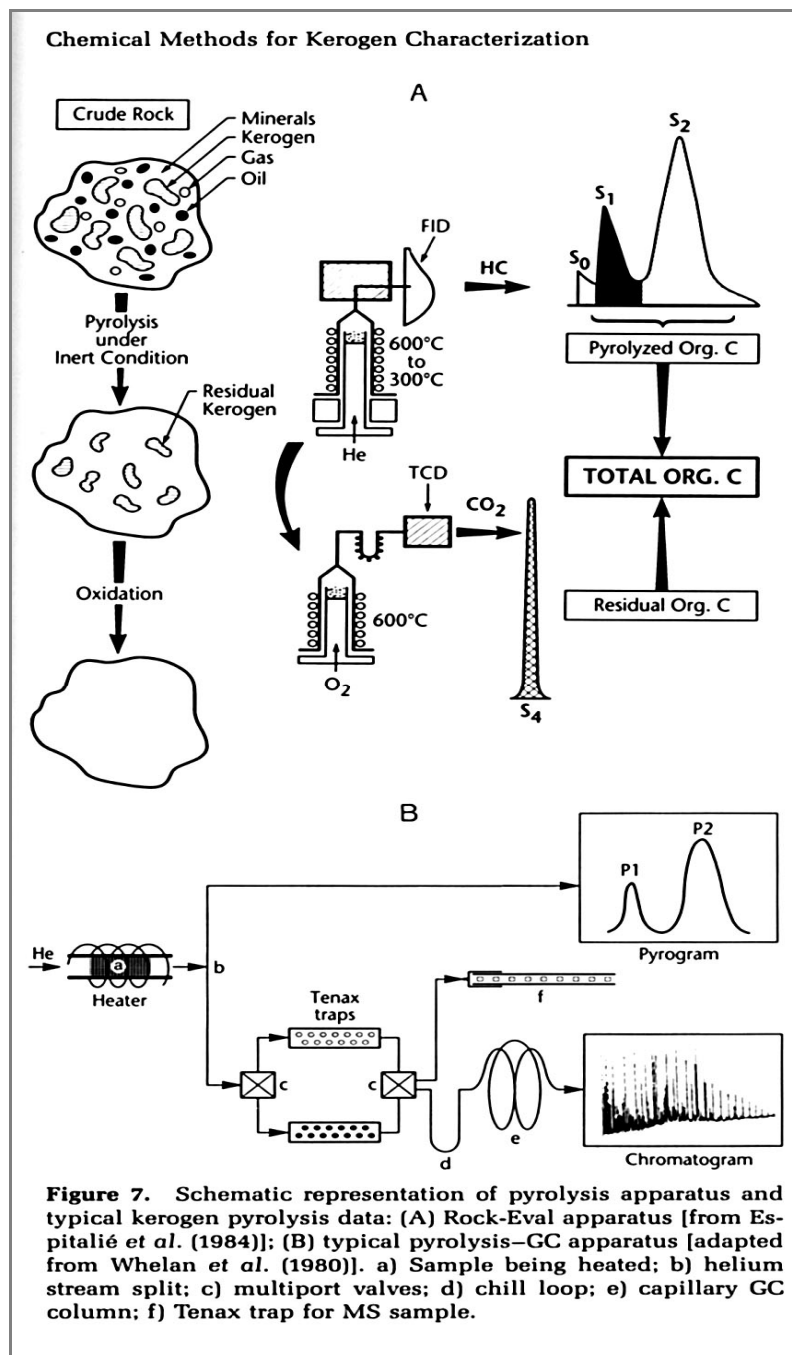 Chemical Methods for Kerogen Characterization
A
Crude Rock
Minerals
Kerogen
Gas
Oil
Pyrolysis
under
Inert Condition
Residual
Kerogen
Oxidation
FID
HC
600°C
to
300°C
He
S0
S1
S2
Pyrolyzed Org. C
TOTAL ORG. C
Residual Org. C
TCD
CO2
600°C
O2
S4
B
He
a
Heater
b
Tenax
traps
c
c
d
e
f
P1
P2
Pyrogram
Chromatogram
Figure 7. Schematic representation of pyrolysis apparatus and
typical kerogen pyrolysis data: (A) Rock-Eval apparatus [from Es-
pitalié et al. (1984)]; (B) typical pyrolysis–GC apparatus [adapted
from Whelan et al. (1980)]. a) Sample being heated; b) helium
stream split; c) multiport valves; d) chill loop; e) capillary GC
column; f) Tenax trap for MS sample.